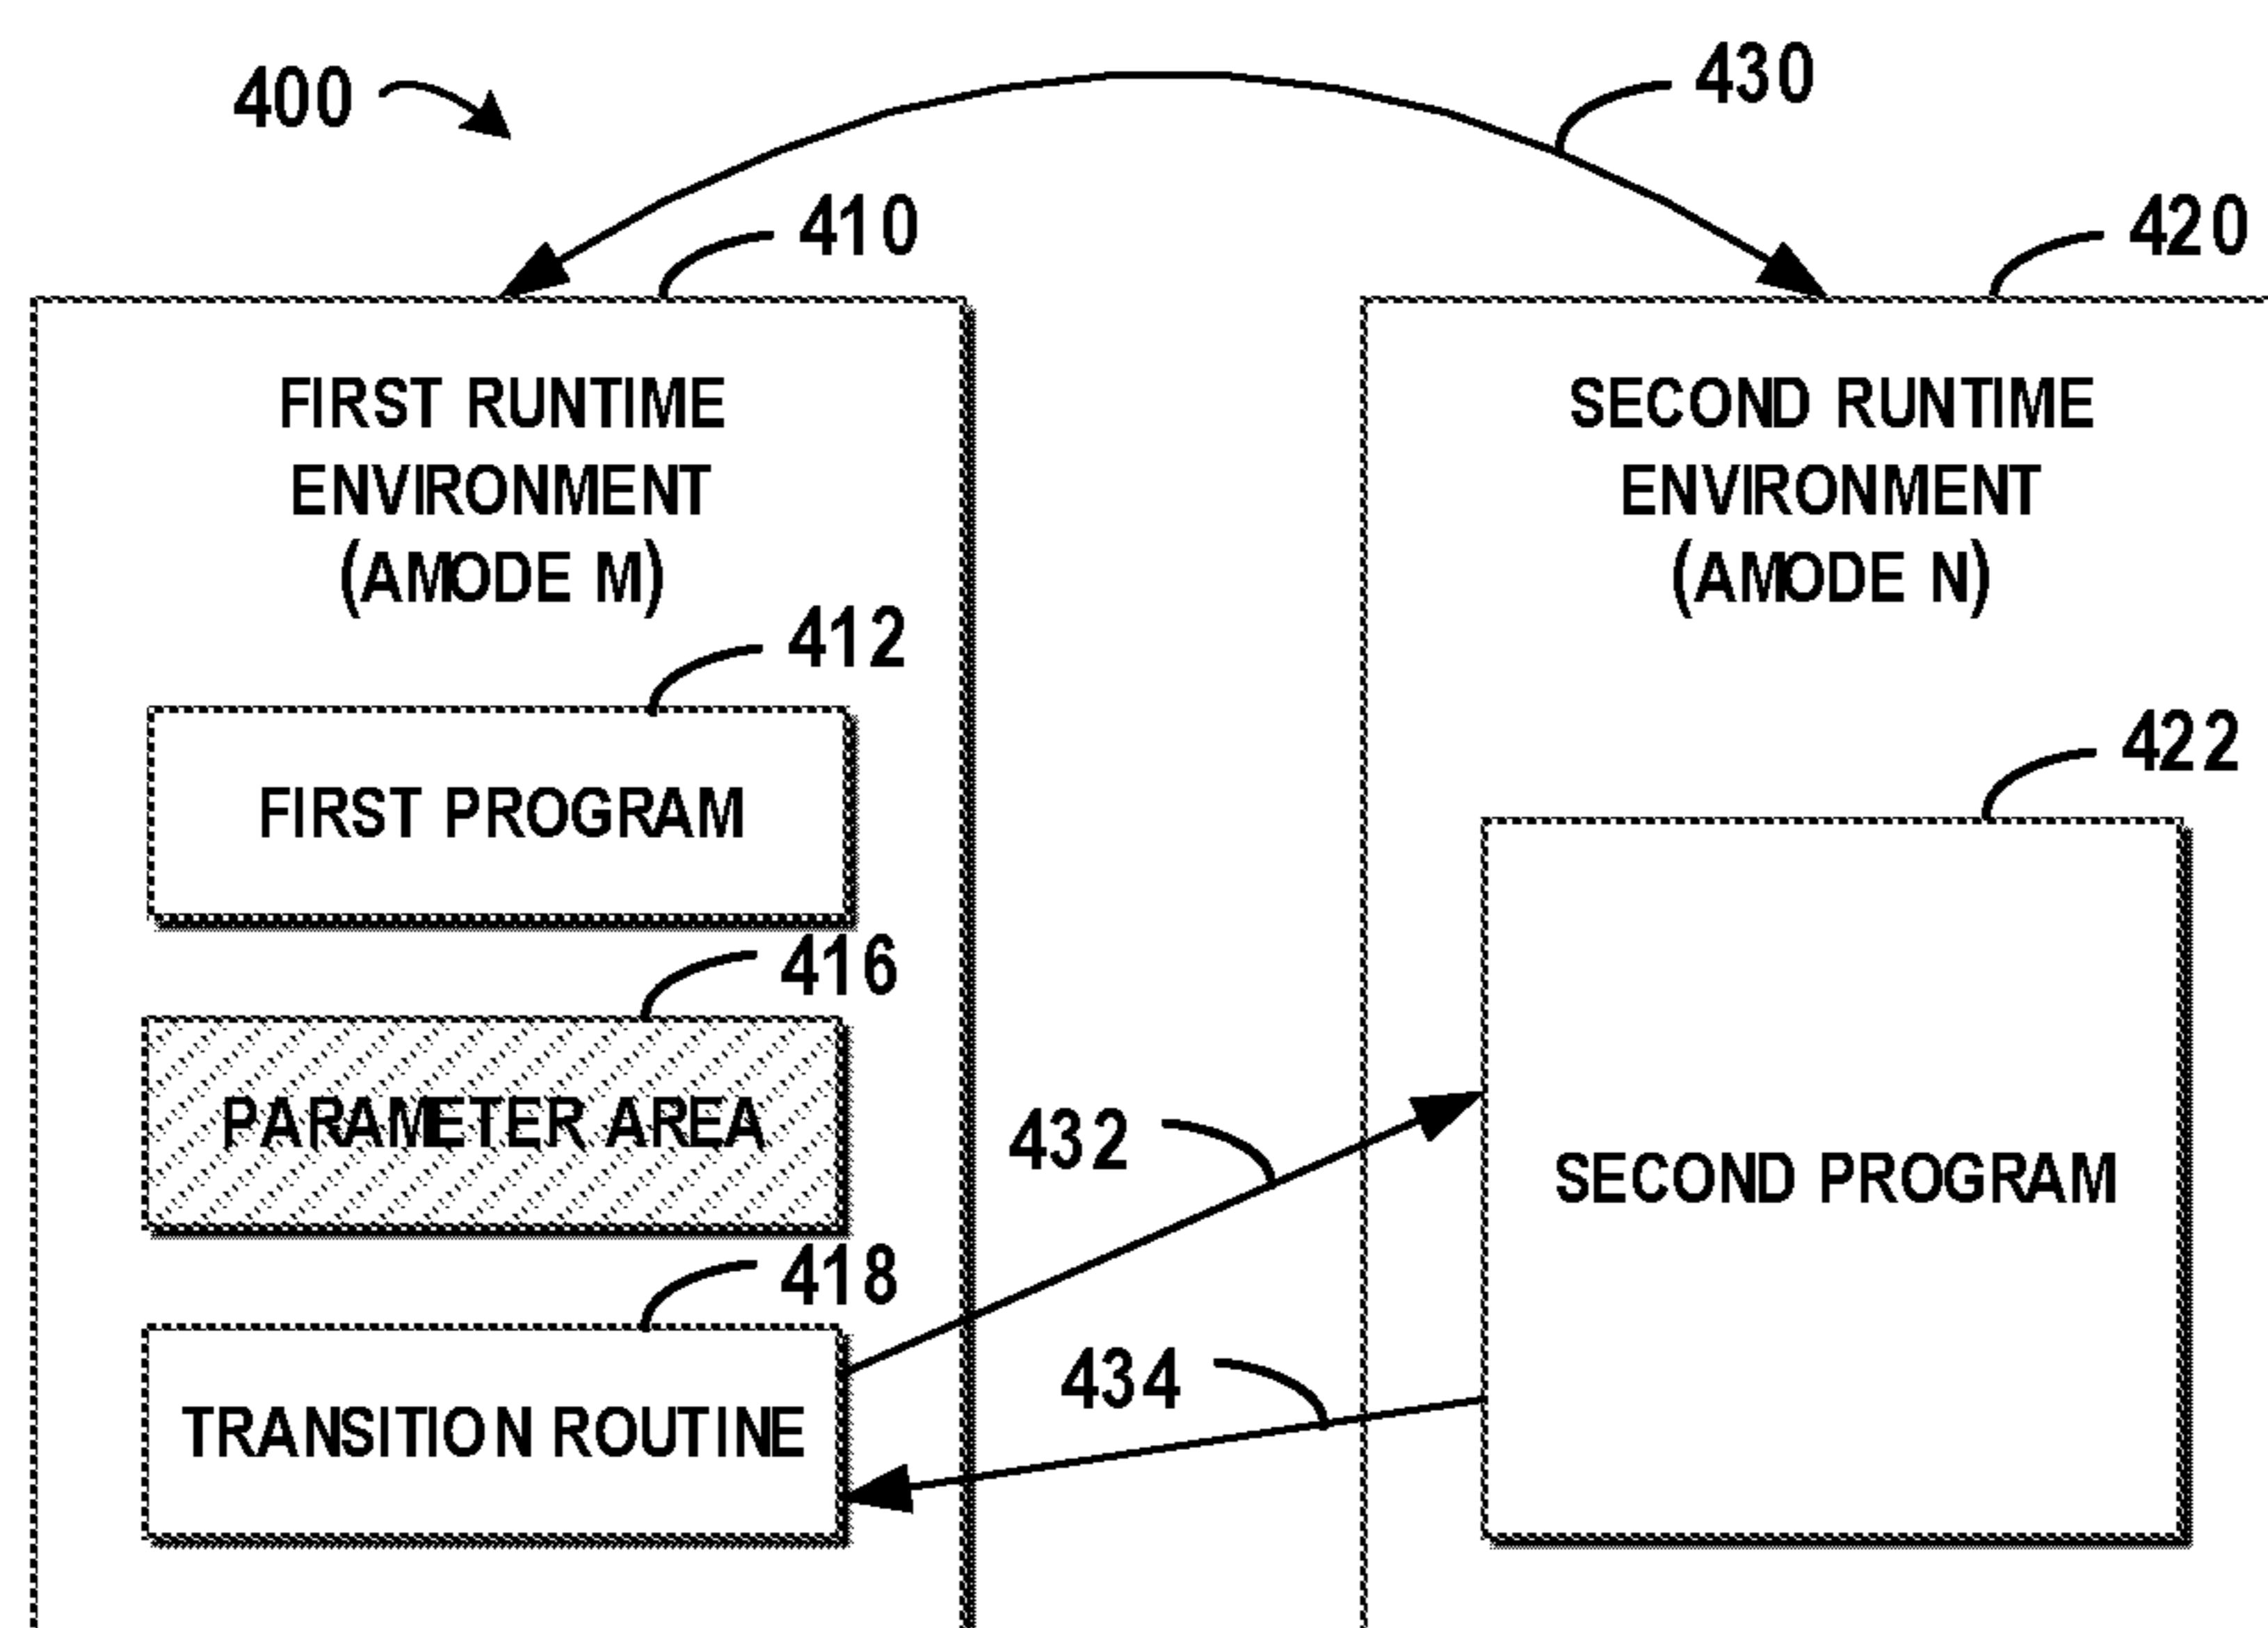 400
430
410
420
FIRST RUNTIME
ENVIRONMENT
(AMODE M)
SECOND RUNTIME
ENVIRONMENT
(AMODE N)
412
FIRST PROGRAM
422
416
PARAMETER AREA
432
SECOND PROGRAM
418
434
TRANSITION ROUTINE